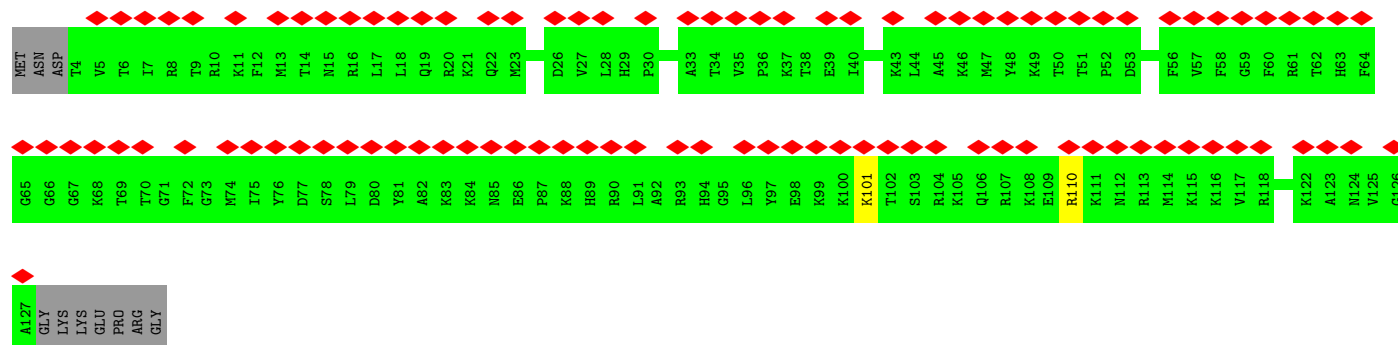 MET ASN ASP T4 V5 T6 I7 R8 T9 R10 K11 F12 M13 T14 N15 R16 L17 L18 Q19 R20 K21 Q22 M23 D26 V27 L28 H29 P30 A33 T34 V35 P36 K37 T38 E39 I40 K43 L44 A45 K46 M47 Y48 K49 T50 T51 P52 D53 F56 V57 F58 G59 F60 R61 T62 H63 F64
G65 G66 G67 K68 T69 T70 G71 F72 G73 M74 I75 Y76 D77 S78 L79 D80 Y81 A82 K83 K84 N85 E86 P87 K88 H89 R90 L91 A92 R93 H94 G95 L96 Y97 E98 K99 K100 K101 T102 S103 R104 K105 Q106 R107 K108 E109 R110 K111 N112 R113 M114 K115 K116 V117 R118 K122 A123 N124 V125 G126
A127 GLY LYS LYS GLU PRO ARG GLY